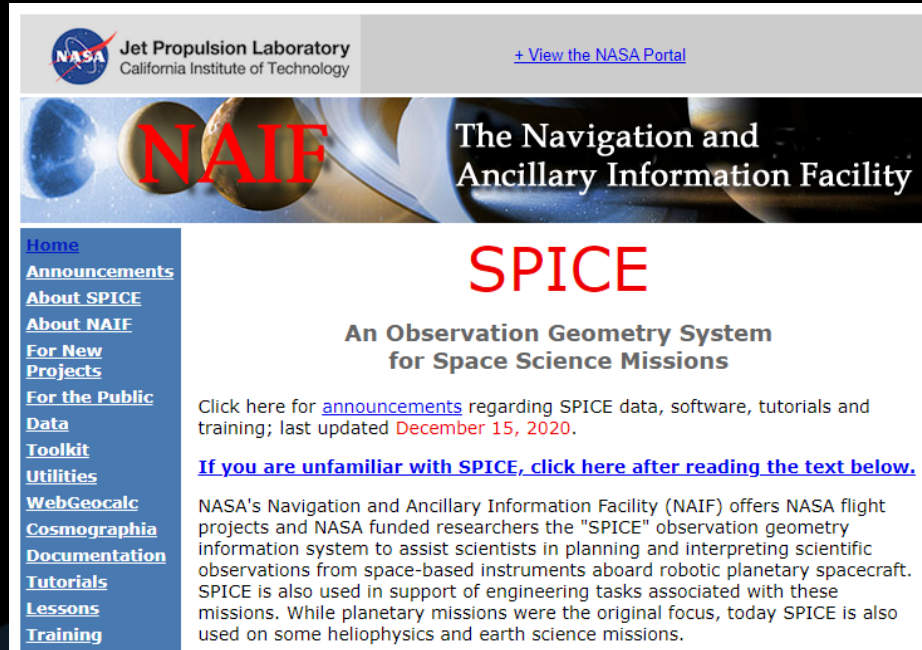 NASA
Jet Propulsion Laboratory
California Institute of Technology
+ View the NASA Portal
NAIF
The Navigation and
Ancillary Information Facility
Home
Announcements
About SPICE
About NAIF
For New
Projects
For the Public
Data
Toolkit
Utilities
WebGeocalc
Cosmographia
Documentation
Tutorials
Lessons
Training
SPICE
An Observation Geometry System
for Space Science Missions
Click here for announcements regarding SPICE data, software, tutorials and
training; last updated December 15, 2020.
If you are unfamiliar with SPICE, click here after reading the text below.
NASA's Navigation and Ancillary Information Facility (NAIF) offers NASA flight
projects and NASA funded researchers the "SPICE" observation geometry
information system to assist scientists in planning and interpreting scientific
observations from space-based instruments aboard robotic planetary spacecraft.
SPICE is also used in support of engineering tasks associated with these
missions. While planetary missions were the original focus, today SPICE is also
used on some heliophysics and earth science missions.